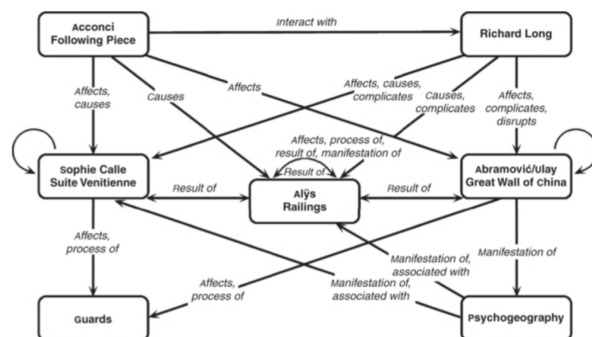 Acconci
Following Piece
Interact with
Richard Long
Affects,
causes
Causes
Affects
Affects, causes,
complicates
Causes,
complicates
Affects,
complicates,
disrupts
Affects, process of,
result of, manifestation of
Result of
Sophie Calle
Suite Venitienne
Result of
Alÿs
Railings
Result of
Abramović/Ulay
Great Wall of China
Affects,
process of
Affects,
process of
Manifestation of,
associated with
Manifestation of,
associated with
Manifestation of
Guards
Psychogeography